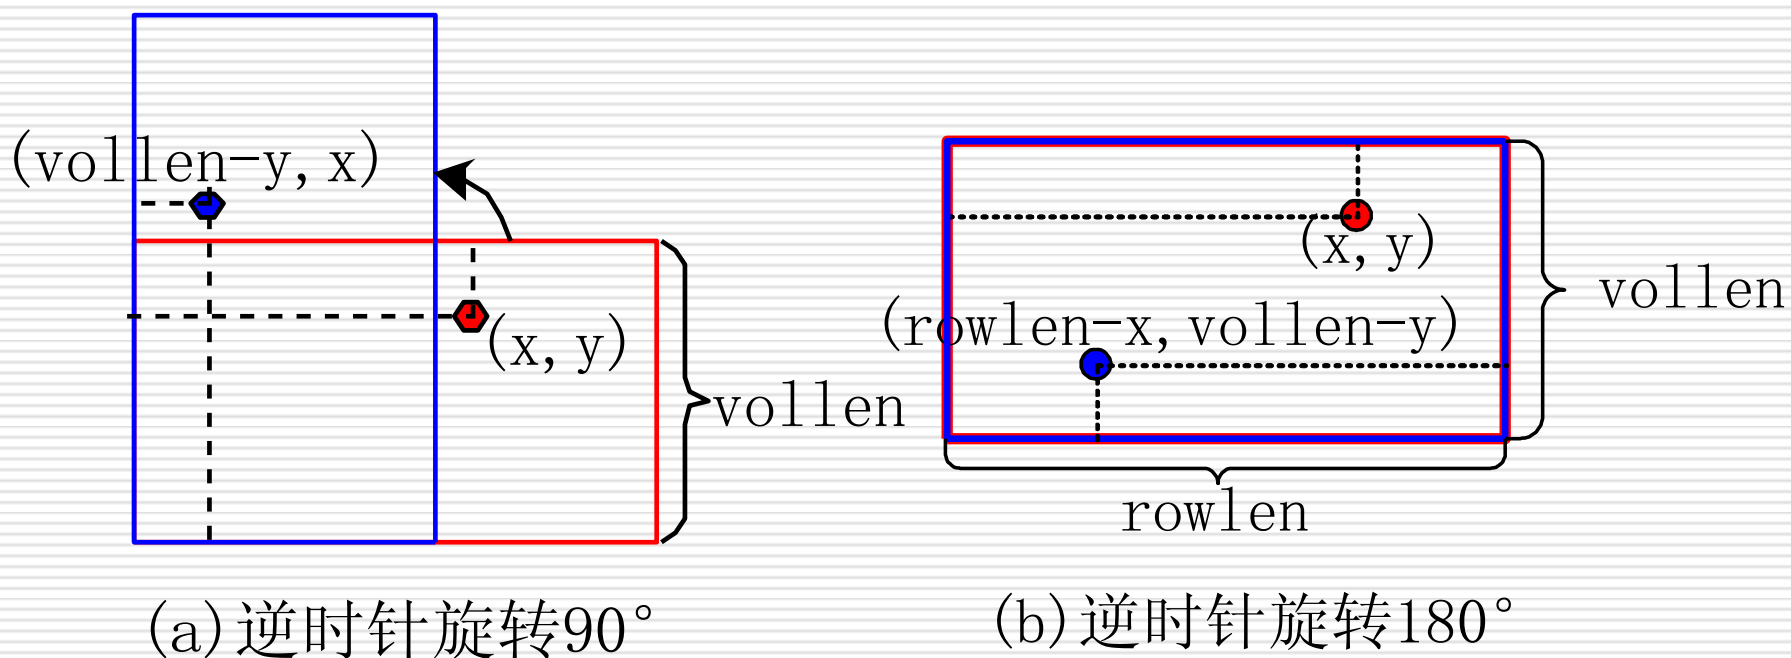 (vollen-y,x)
(x,y)
vollen
(a)逆时针旋转90°
(x,y)
(rowlen-x,vollen-y)
vollen
rowlen
(b)逆时针旋转180°